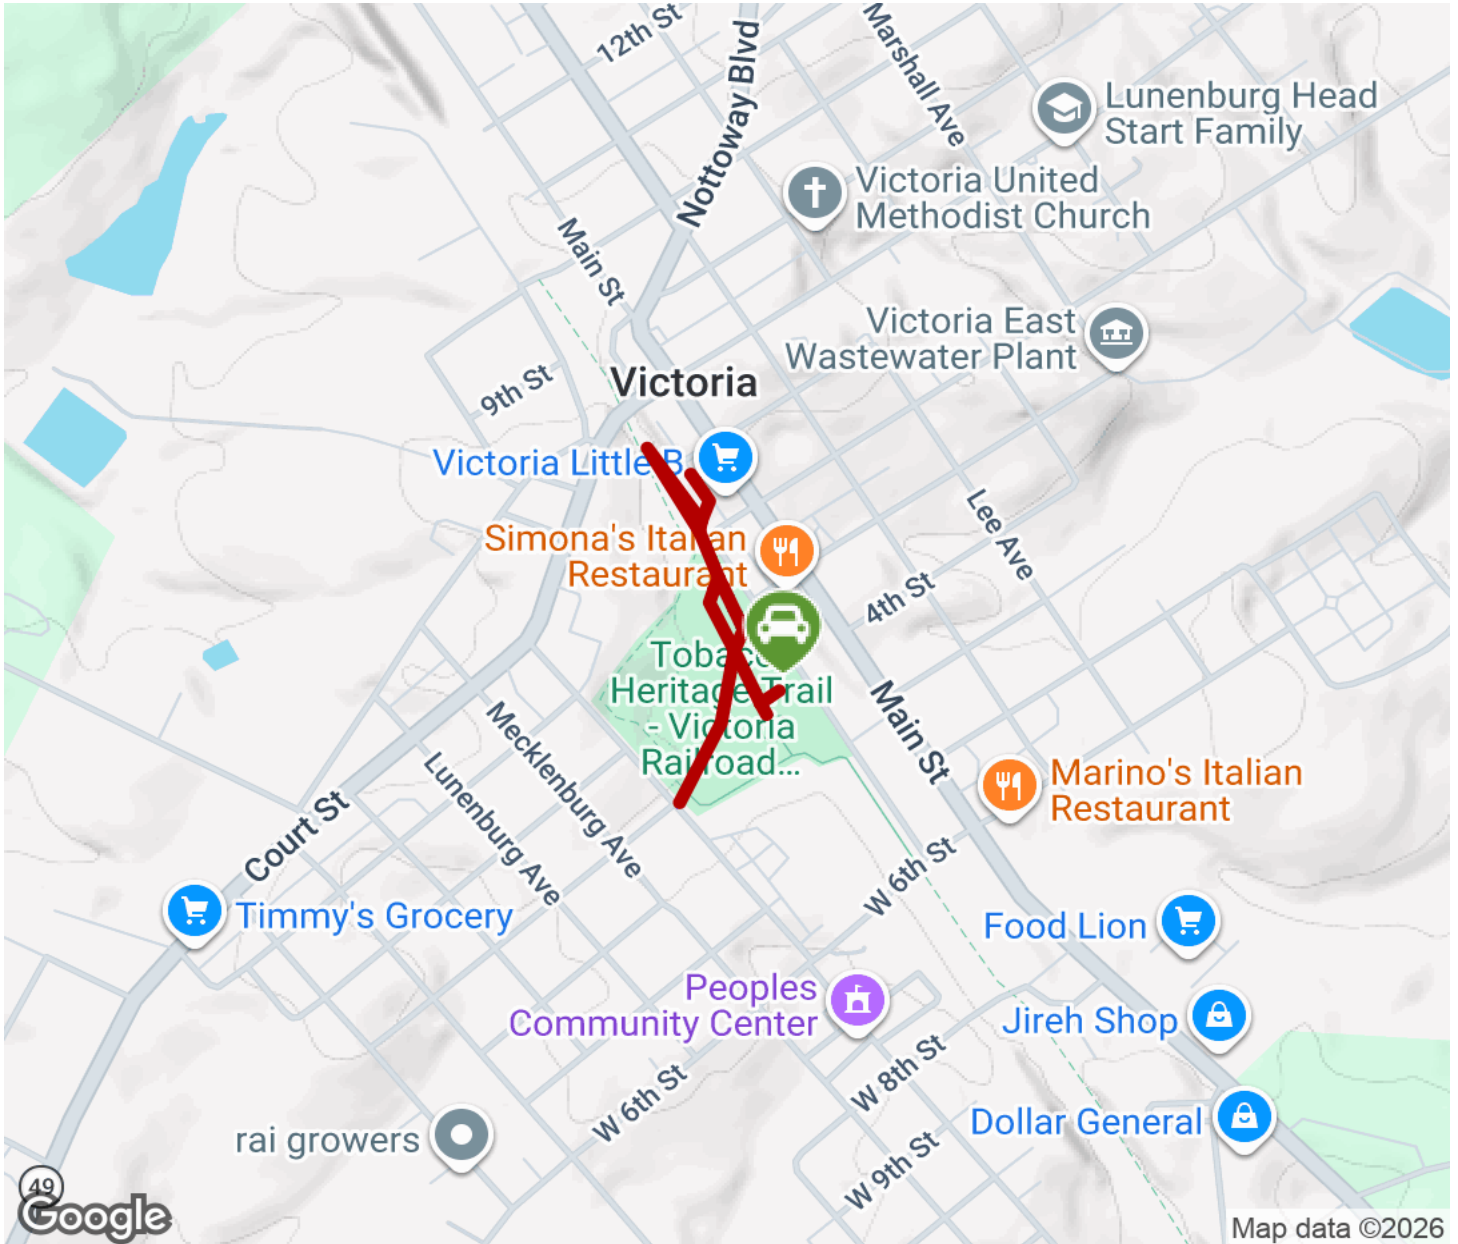 12th St
Nottoway Blvd
Marshall Ave
Lunenburg Head
Start Family
Victoria United
Methodist Church
Main St
Victoria East
Wastewater Plant
9th St
Victoria
Victoria Little B
Simona's Italian
Restaurant
Lee Ave
4th St
Tobacco
Heritage Trail
- Victoria
Railroad...
Main St
Mecklenburg Ave
Lunenburg Ave
Court St
Marino's Italian
Restaurant
W 6th St
Timmy's Grocery
Food Lion
Peoples
Community Center
Jireh Shop
W 8th St
W 6th St
Dollar General
rai growers
W 9th St
49
Google
Map data ©2026